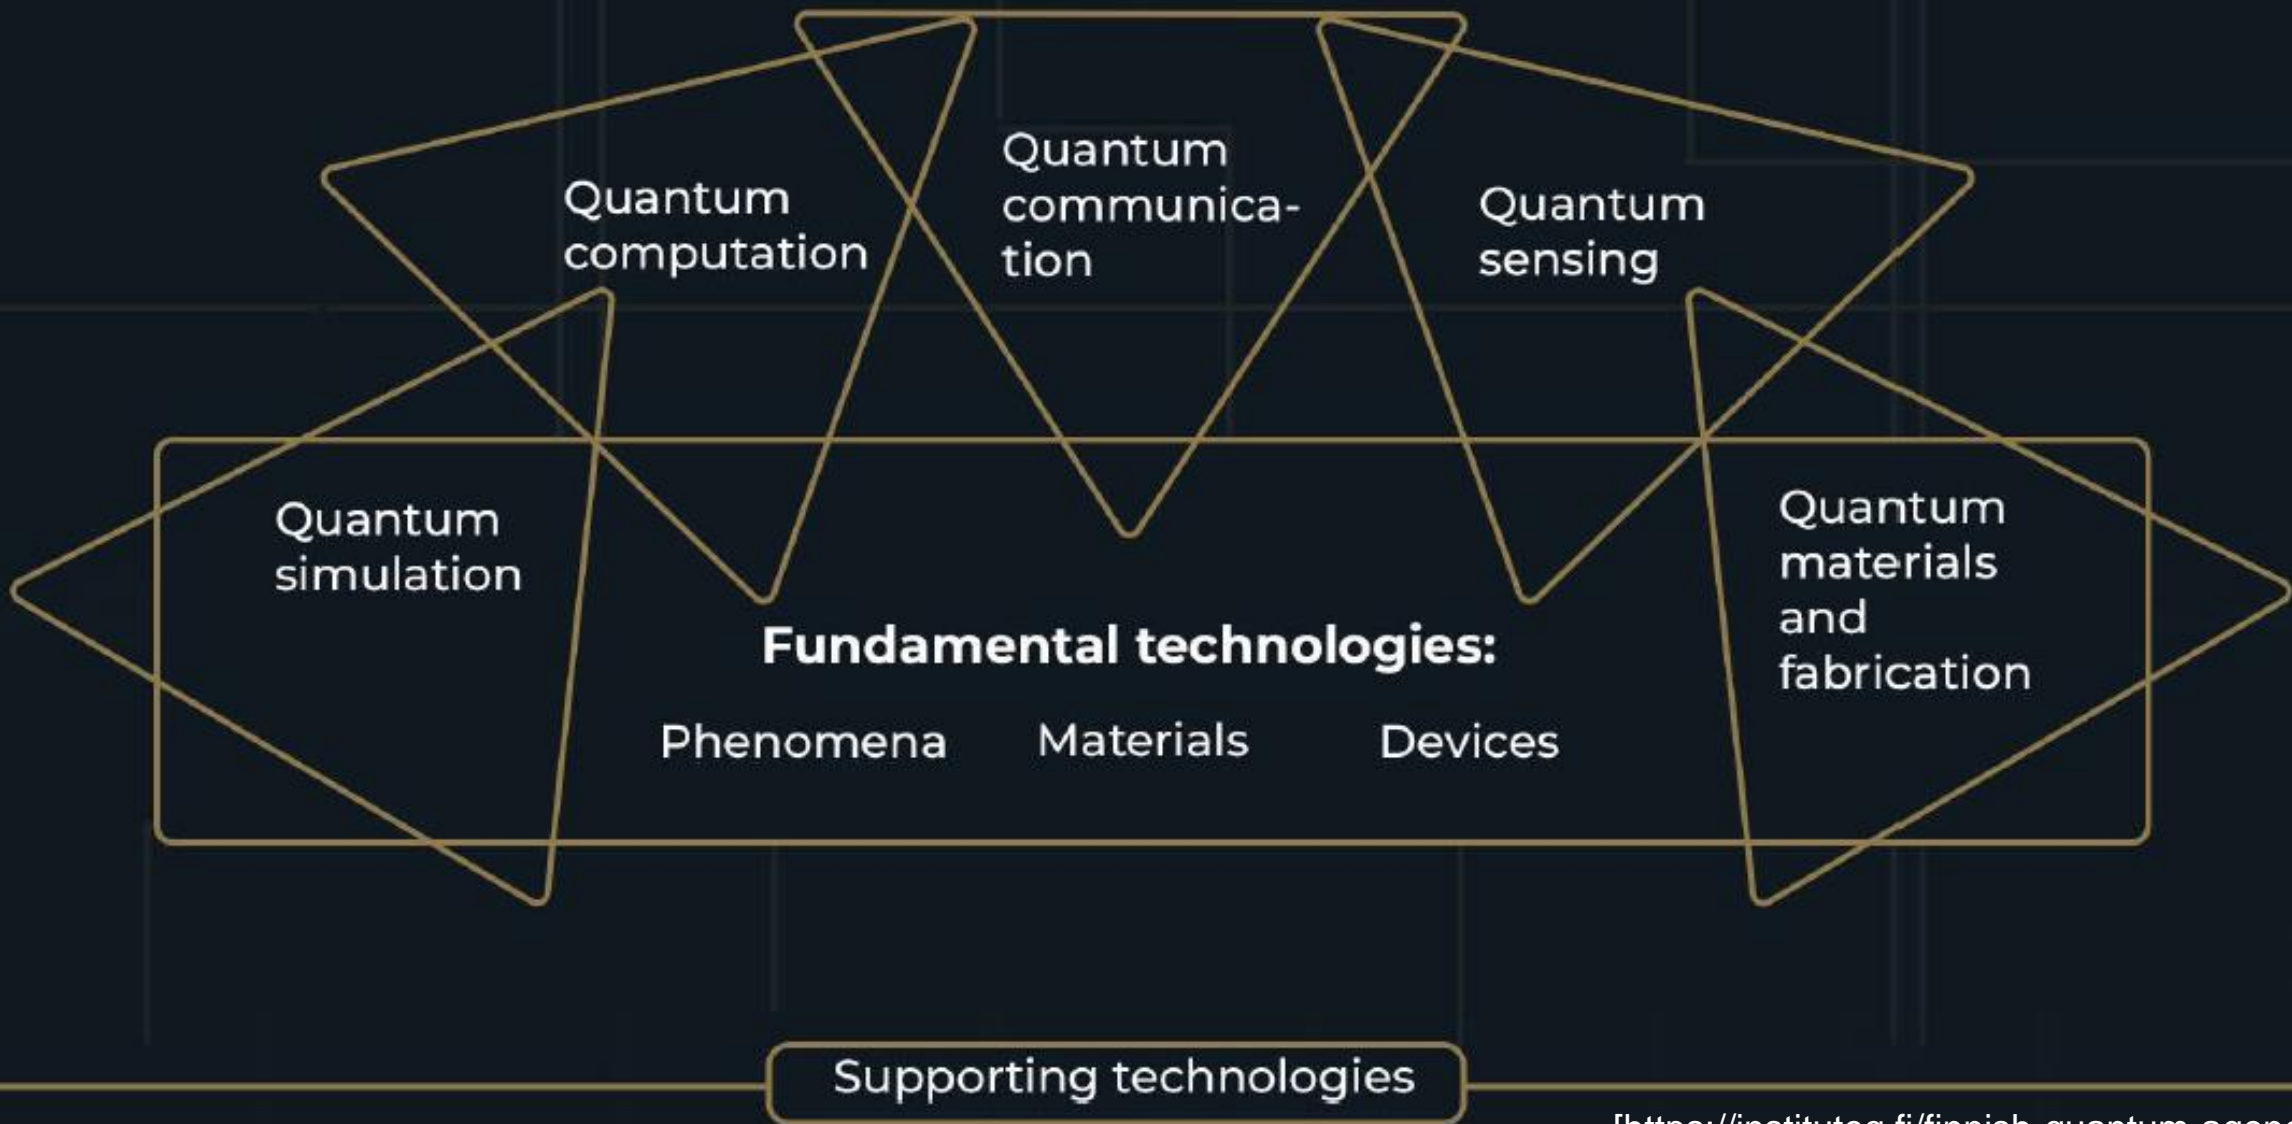 Quantum
computation
Quantum
communica-
tion
Quantum
sensing
Quantum
simulation
Quantum
materials
and
fabrication
Fundamental technologies:
Phenomena Materials Devices
Supporting technologies